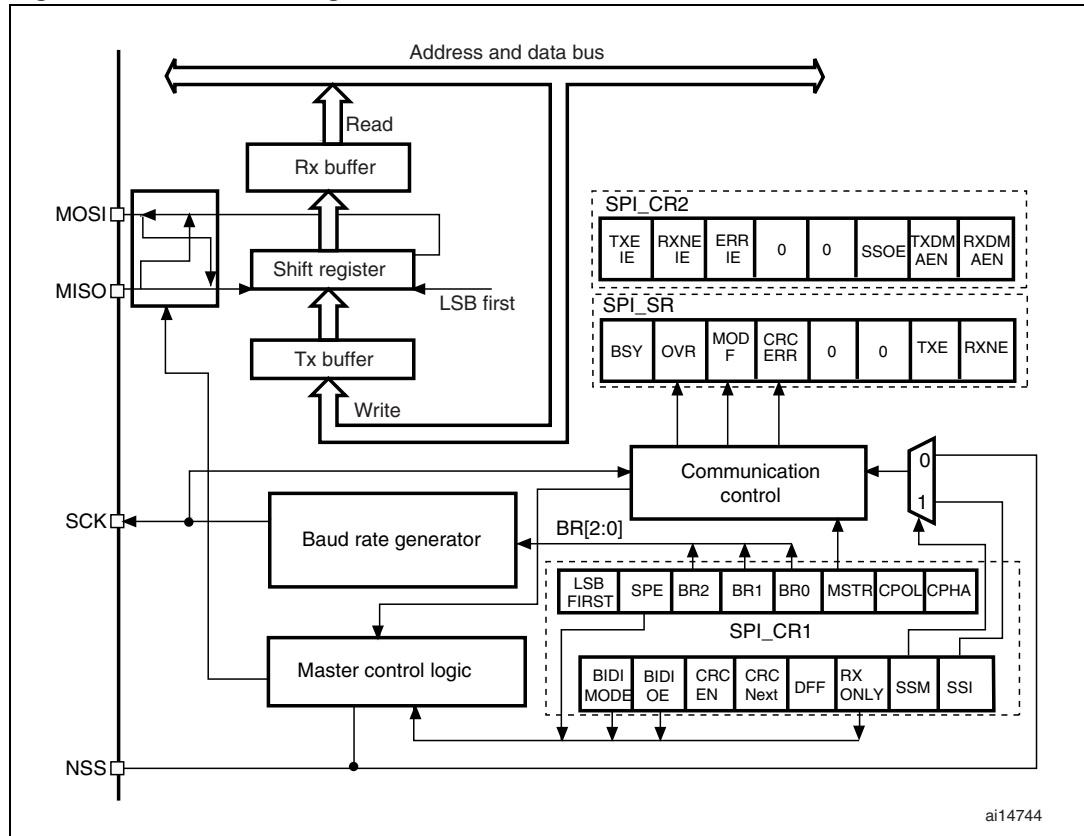 Address and data bus
Read
Rx buffer
MOSI
SPI_CR2
TXE RXNE ERR 0 0 SSOE TXDM RXDM
IE IE IE AEN AEN
Shift register
MISO
LSB first
SPI_SR
BSY OVR MOD CRC 0 0 TXE RXNE
F ERR
Tx buffer
Write
0
Communication
control
1
SCK
Baud rate generator
BR[2:0]
LSB SPE BR2 BR1 BR0 MSTR CPOL CPHA
FIRST
SPI_CR1
Master control logic
BIDI BIDI CRC CRC DFF RX SSM SSI
MODE OE EN Next ONLY
NSS
ai14744